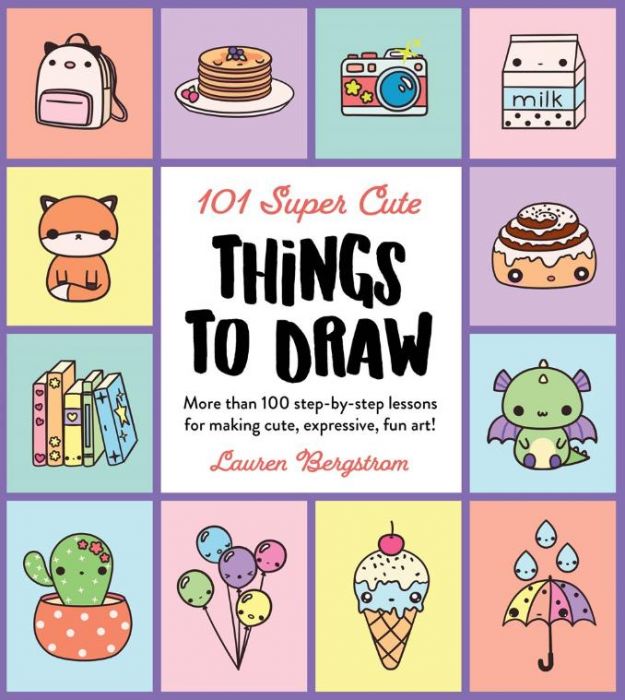 milk
101 Super Cute
THiNGS
TO DRAW
More than 100 step-by-step lessons
for making cute, expressive, fun art!
Lauren Bergstrom